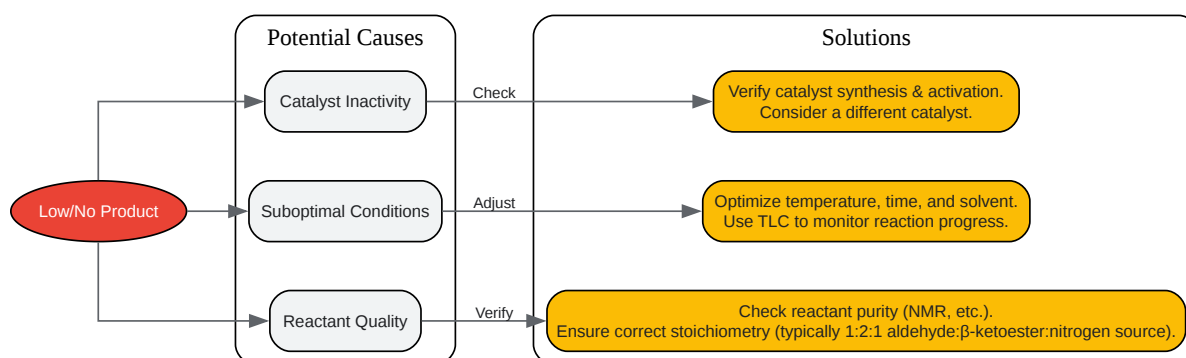 Potential Causes
Solutions
Catalyst Inactivity
Check
Verify catalyst synthesis & activation.
Consider a different catalyst.
Low/No Product
Suboptimal Conditions
Adjust
Optimize temperature, time, and solvent.
Use TLC to monitor reaction progress.
Reactant Quality
Verify
Check reactant purity (NMR, etc.).
Ensure correct stoichiometry (typically 1:2:1 aldehyde:β-ketoester:nitrogen source).